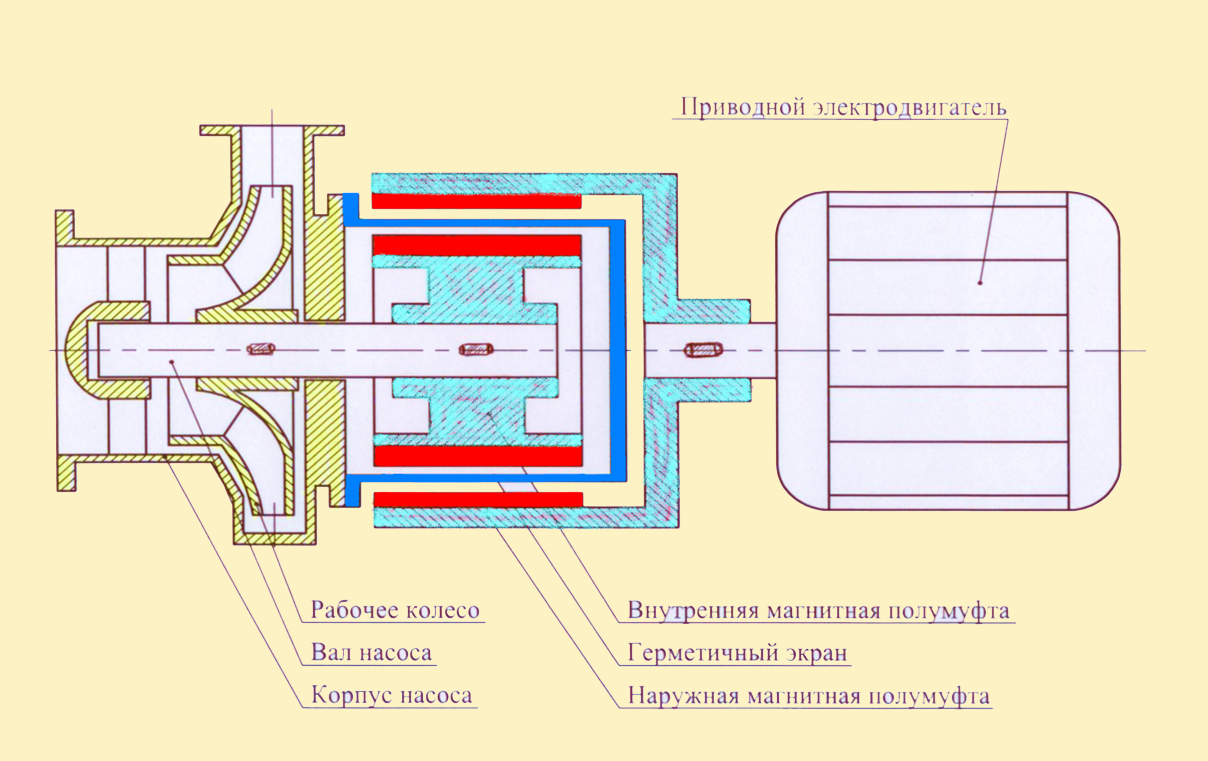 Приводной электродвигатель
Рабочее колесо
Вал насоса
Корпус насоса
Внутренняя магнитная полумуфта
Герметичный экран
Наружная магнитная полумуфта